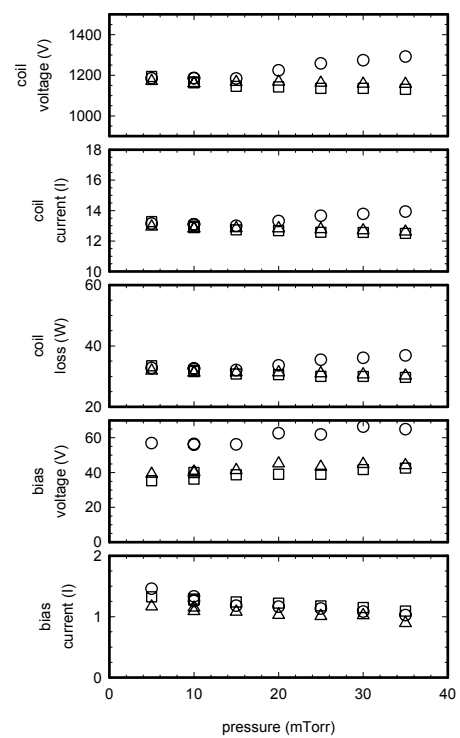 1400
1200
1000
coil
voltage (V)
18
16
14
12
10
coil
current (I)
60
40
20
coil
loss (W)
60
40
20
0
bias
voltage (V)
2
1
0
bias
current (I)
0 10 20 30 40
pressure (mTorr)